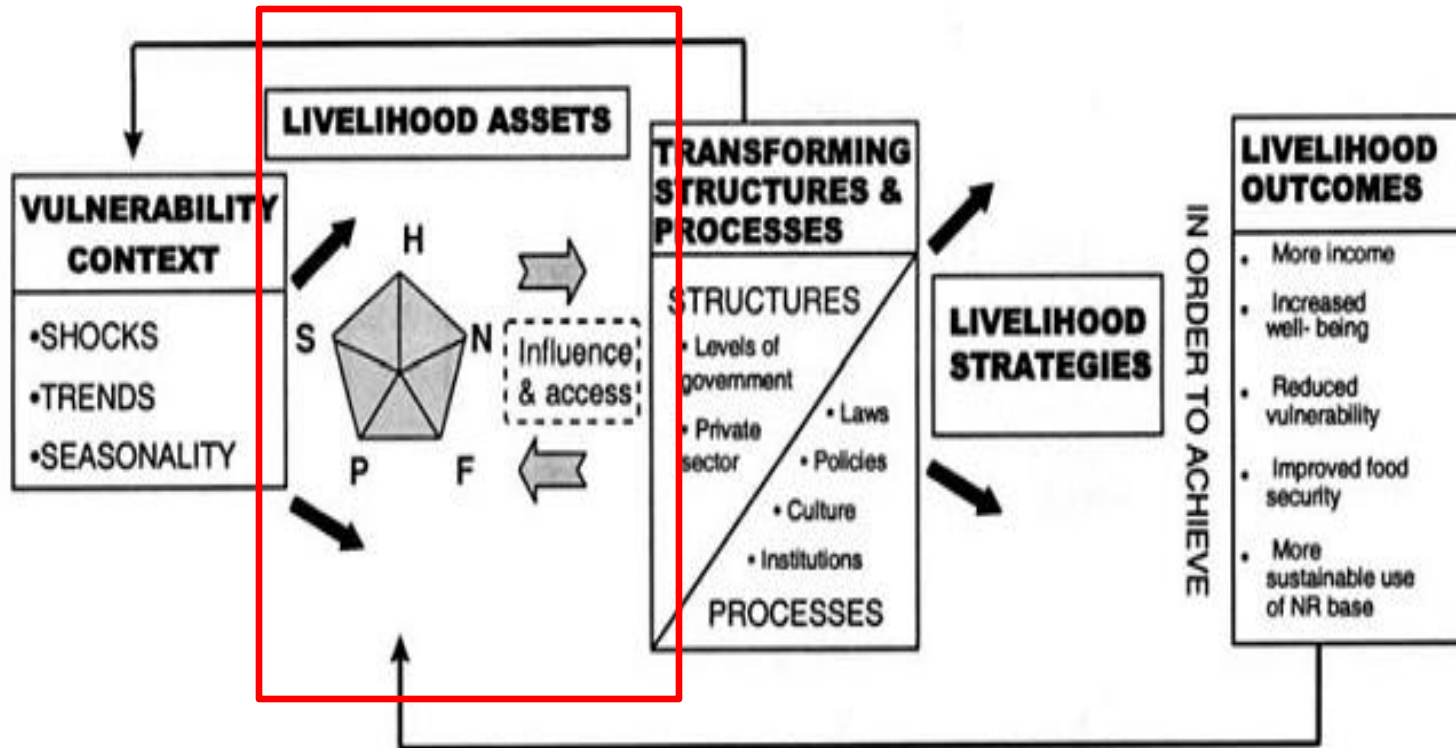 LIVELIHOOD ASSETS
VULNERABILITY
CONTEXT
•SHOCKS
•TRENDS
•SEASONALITY
H
S
N
P
F
Influence
& access
TRANSFORMING
STRUCTURES &
PROCESSES
STRUCTURES
• Levels of
government
• Private
sector
• Laws
• Policies
• Culture
• Institutions
PROCESSES
LIVELIHOOD
STRATEGIES
IN ORDER TO ACHIEVE
LIVELIHOOD
OUTCOMES
• More income
• Increased
well- being
• Reduced
vulnerability
• Improved food
security
• More
sustainable use
of NR base